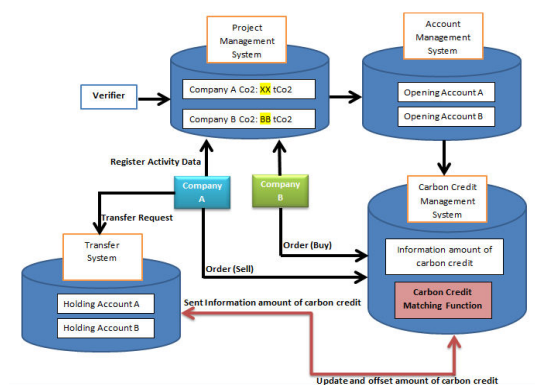 Project
Management
System
Account
Management
System
Verifier
Company A Co2: XX tCo2
Company B Co2: BB tCo2
Opening Account A
Opening Account B
Register Activity Data
Company
A
Company
B
Carbon Credit
Management
System
Transfer Request
Transfer
System
Order (Buy)
Order (Sell)
Information amount of
carbon credit
Carbon Credit
Matching Function
Holding Account A
Holding Account B
Sent Information amount of carbon credit
Update and offset amount of carbon credit